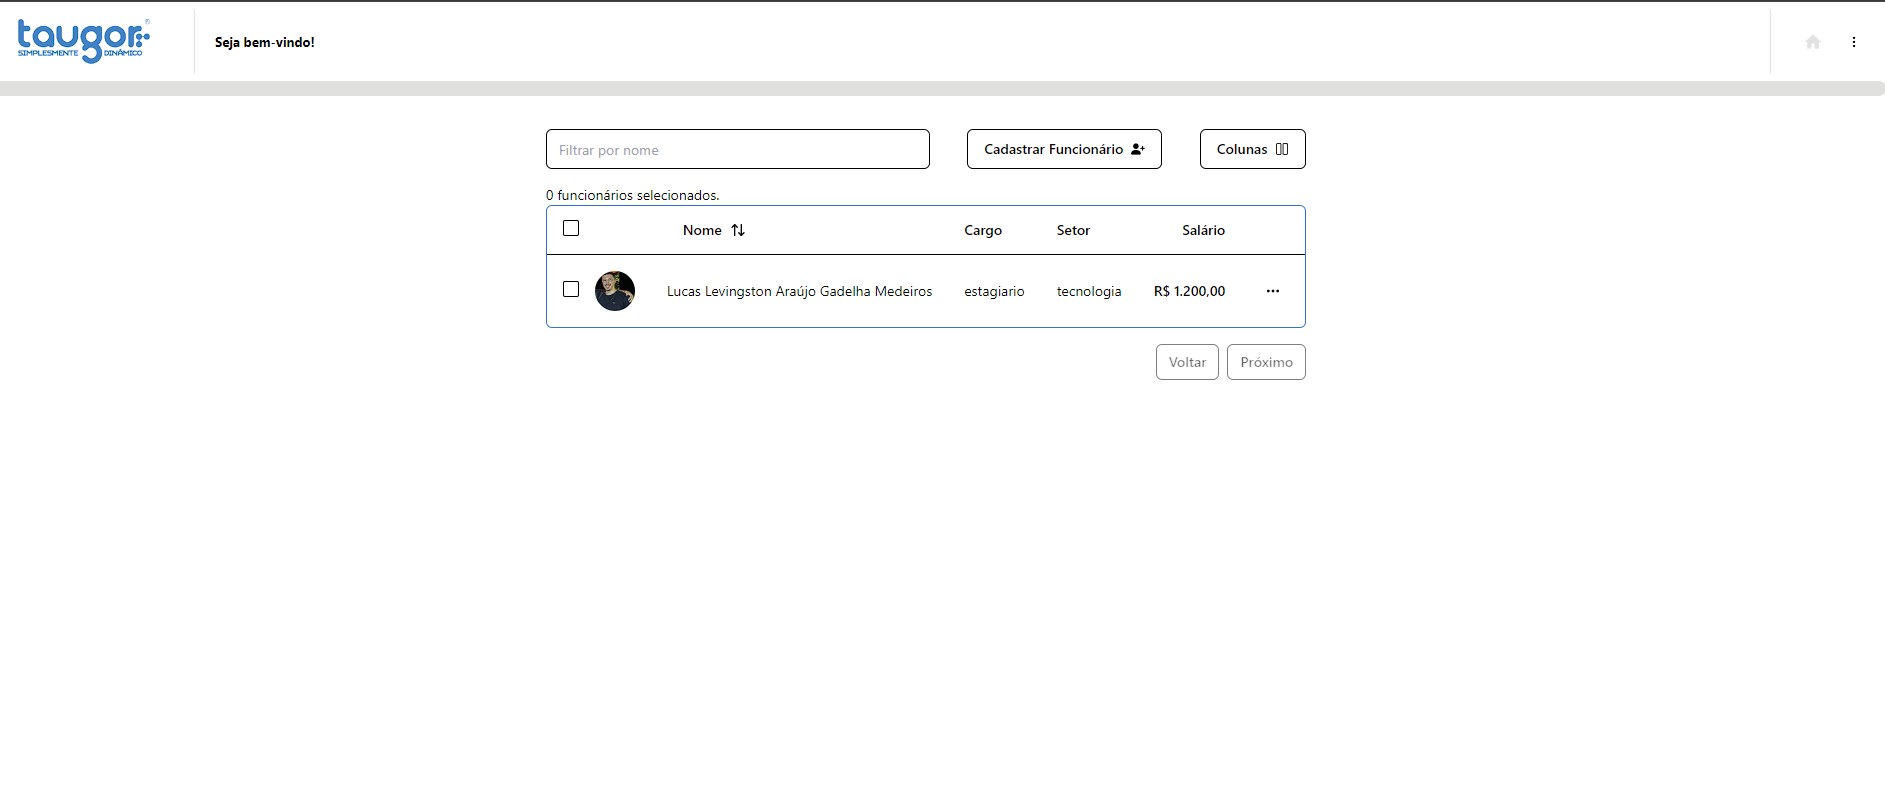 taugor®
SIMPLESMENTE DINÂMICO
Seja bem-vindo!
Filtrar por nome
Cadastrar Funcionário
Colunas
0 funcionários selecionados.
Nome Cargo Setor Salário
Lucas Levingston Araújo Gadelha Medeiros estagiario tecnologia R$ 1.200,00
Voltar Próximo